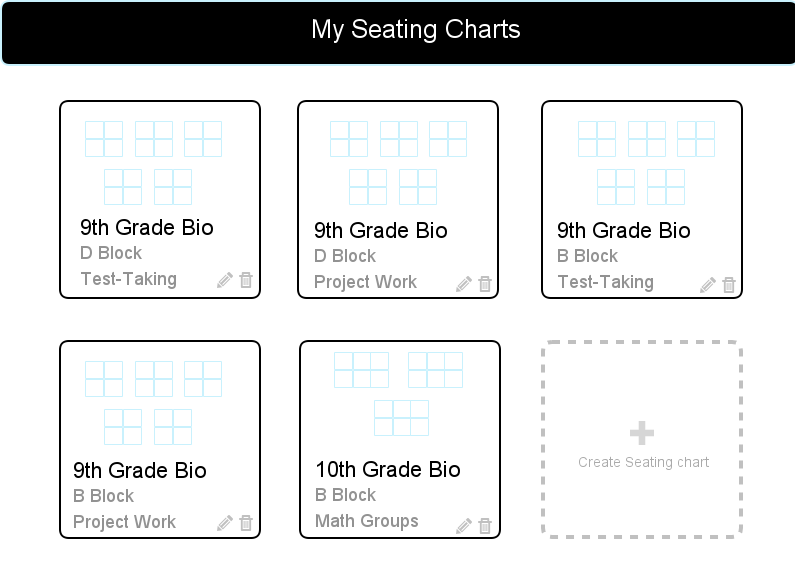 My Seating Charts
9th Grade Bio
D Block
Test-Taking
9th Grade Bio
D Block
Project Work
9th Grade Bio
B Block
Test-Taking
9th Grade Bio
B Block
Project Work
10th Grade Bio
B Block
Math Groups
Create Seating chart